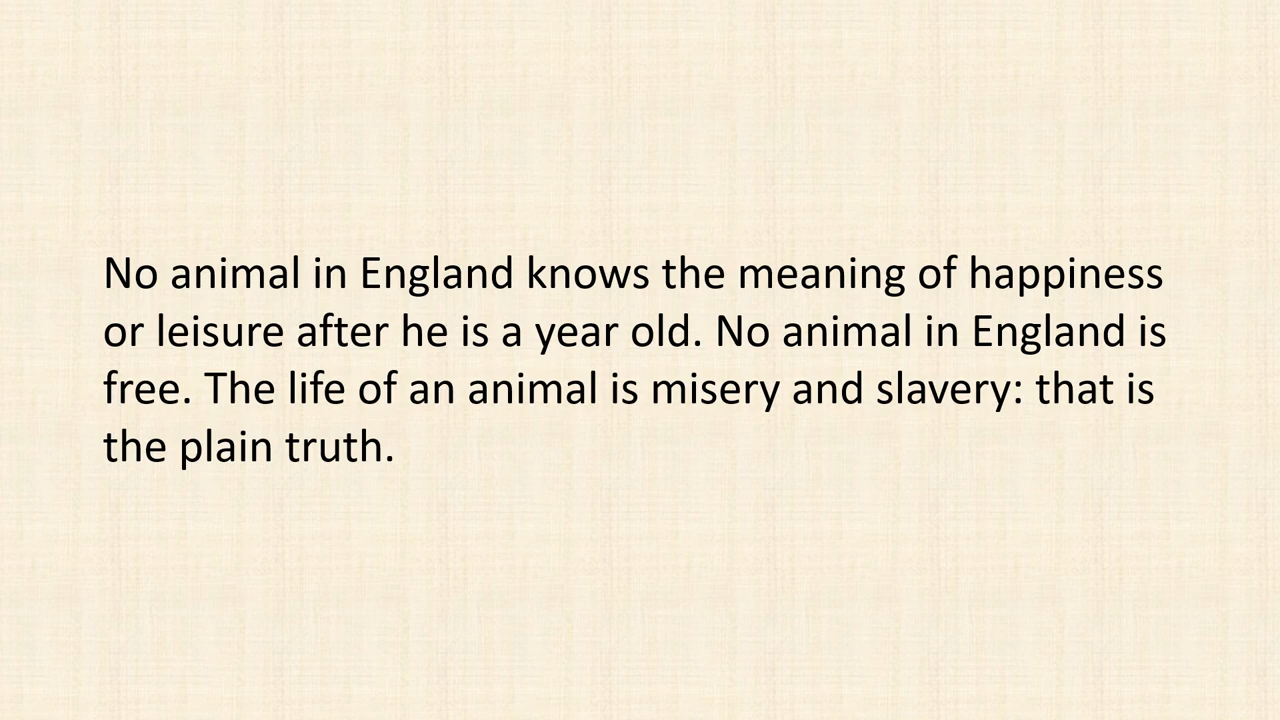 No animal in England knows the meaning of happiness
or leisure after he is a year old. No animal in England is
free. The life of an animal is misery and slavery: that is
the plain truth.